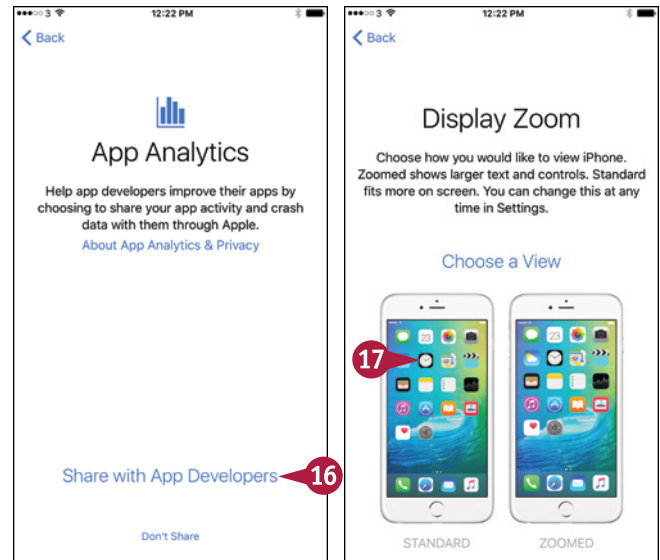 3 12:22 PM
Back
App Analytics
Help app developers improve their apps by
choosing to share your app activity and crash
data with them through Apple.
About App Analytics & Privacy
Share with App Developers
16
Don't Share
3 12:22 PM
Back
Display Zoom
Choose how you would like to view iPhone.
Zoomed shows larger text and controls. Standard
fits more on screen. You can change this at any
time in Settings.
Choose a View
23 23
17
STANDARD ZOOMED